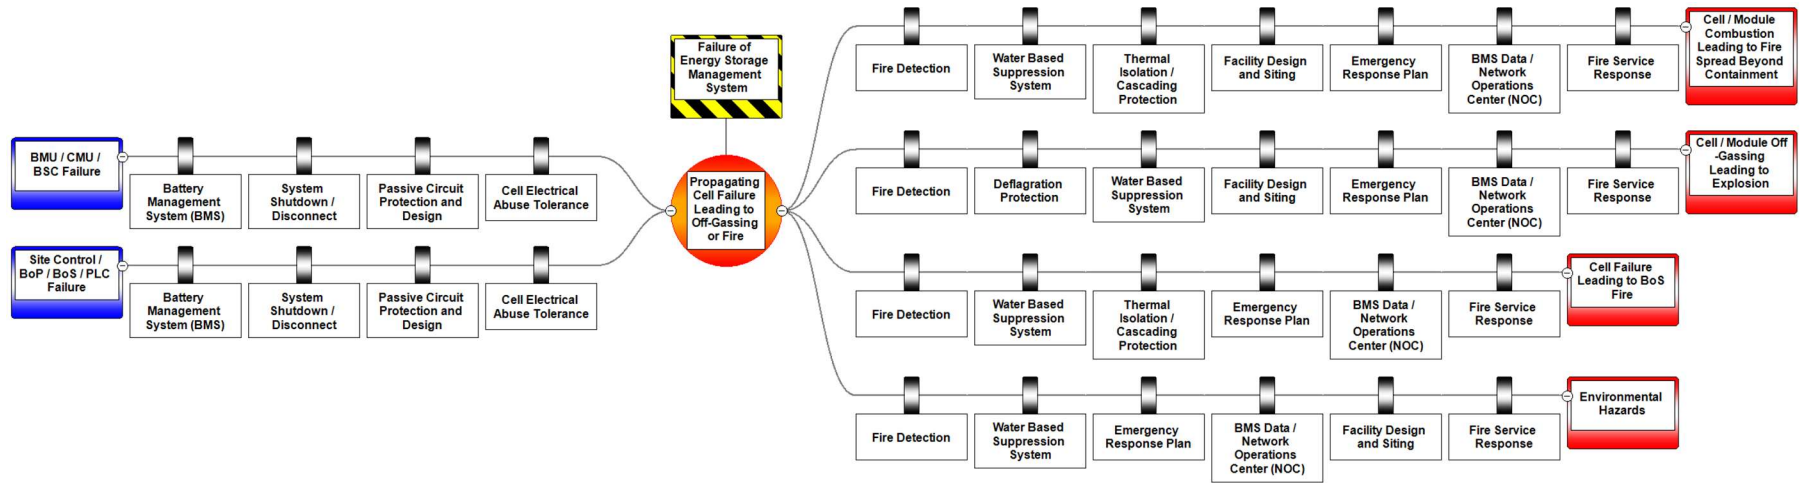 Failure of
Energy Storage
Management
System
BMU / CMU /
BSC Failure
Battery
Management
System (BMS)
System
Shutdown /
Disconnect
Passive Circuit
Protection and
Design
Cell Electrical
Abuse Tolerance
Site Control /
BoP / BoS / PLC
Failure
Battery
Management
System (BMS)
System
Shutdown /
Disconnect
Passive Circuit
Protection and
Design
Cell Electrical
Abuse Tolerance
Propagating
Cell Failure
Leading to
Off-Gassing
or Fire
Fire Detection
Water Based
Suppression
System
Thermal
Isolation /
Cascading
Protection
Facility Design
and Siting
Emergency
Response Plan
BMS Data /
Network
Operations
Center (NOC)
Fire Service
Response
Cell / Module
Combustion
Leading to Fire
Spread Beyond
Containment
Fire Detection
Deflagration
Protection
Water Based
Suppression
System
Facility Design
and Siting
Emergency
Response Plan
BMS Data /
Network
Operations
Center (NOC)
Fire Service
Response
Cell / Module Off
-Gassing
Leading to
Explosion
Fire Detection
Water Based
Suppression
System
Thermal
Isolation /
Cascading
Protection
Emergency
Response Plan
BMS Data /
Network
Operations
Center (NOC)
Fire Service
Response
Cell Failure
Leading to BoS
Fire
Fire Detection
Water Based
Suppression
System
Emergency
Response Plan
BMS Data /
Network
Operations
Center (NOC)
Facility Design
and Siting
Fire Service
Response
Environmental
Hazards